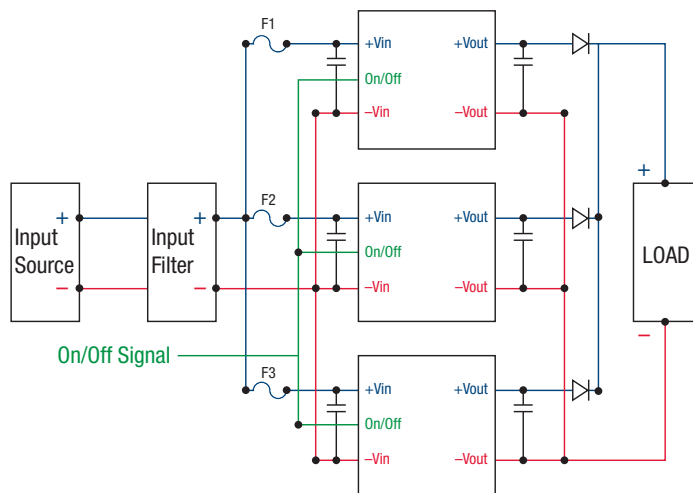 F1
+Vin
+Vout
On/Off
−Vin
−Vout
+
Input
Source
+
−
Input
Filter
+
−
F2
+Vin
+Vout
On/Off
−Vin
−Vout
LOAD
−
On/Off Signal
F3
+Vin
+Vout
On/Off
−Vin
−Vout